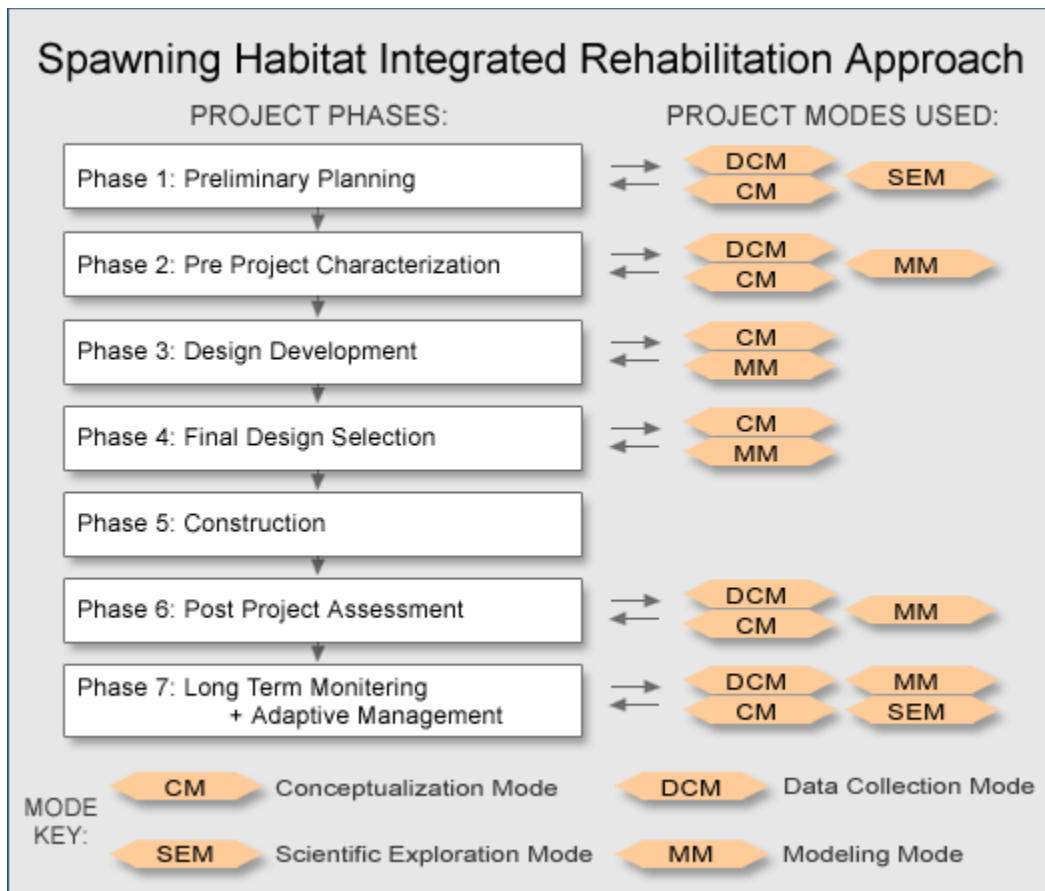 Spawning Habitat Integrated Rehabilitation Approach
PROJECT PHASES:
PROJECT MODES USED:
Phase 1: Preliminary Planning
DCM
CM
SEM
Phase 2: Pre Project Characterization
DCM
CM
MM
Phase 3: Design Development
CM
MM
Phase 4: Final Design Selection
CM
MM
Phase 5: Construction
Phase 6: Post Project Assessment
DCM
CM
MM
Phase 7: Long Term Monitering
+ Adaptive Management
DCM
MM
CM
SEM
MODE
KEY:
CM
Conceptualization Mode
DCM
Data Collection Mode
SEM
Scientific Exploration Mode
MM
Modeling Mode